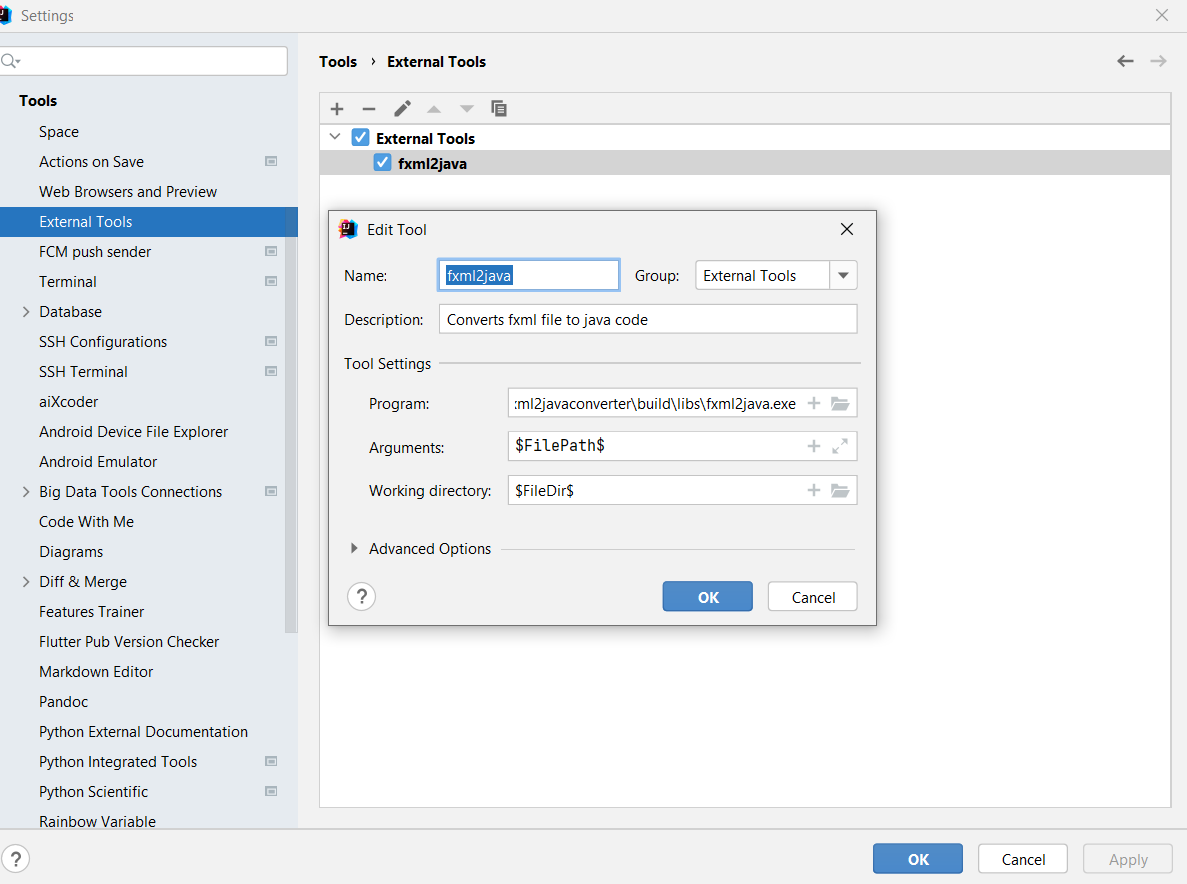 Settings
Tools
Space
Actions on Save
Web Browsers and Preview
External Tools
FCM push sender
Terminal
Database
SSH Configurations
SSH Terminal
aiXcoder
Android Device File Explorer
Android Emulator
Big Data Tools Connections
Code With Me
Diagrams
Diff & Merge
Features Trainer
Flutter Pub Version Checker
Markdown Editor
Pandoc
Python External Documentation
Python Integrated Tools
Python Scientific
Rainbow Variable
Tools › External Tools
External Tools
fxml2java
Edit Tool
Name: fxml2java Group: External Tools
Description: Converts fxml file to java code
Tool Settings
Program: :ml2javaconverter\build\libs\fxml2java.exe
Arguments: $FilePath$
Working directory: $FileDir$
Advanced Options
? OK Cancel
? OK Cancel Apply